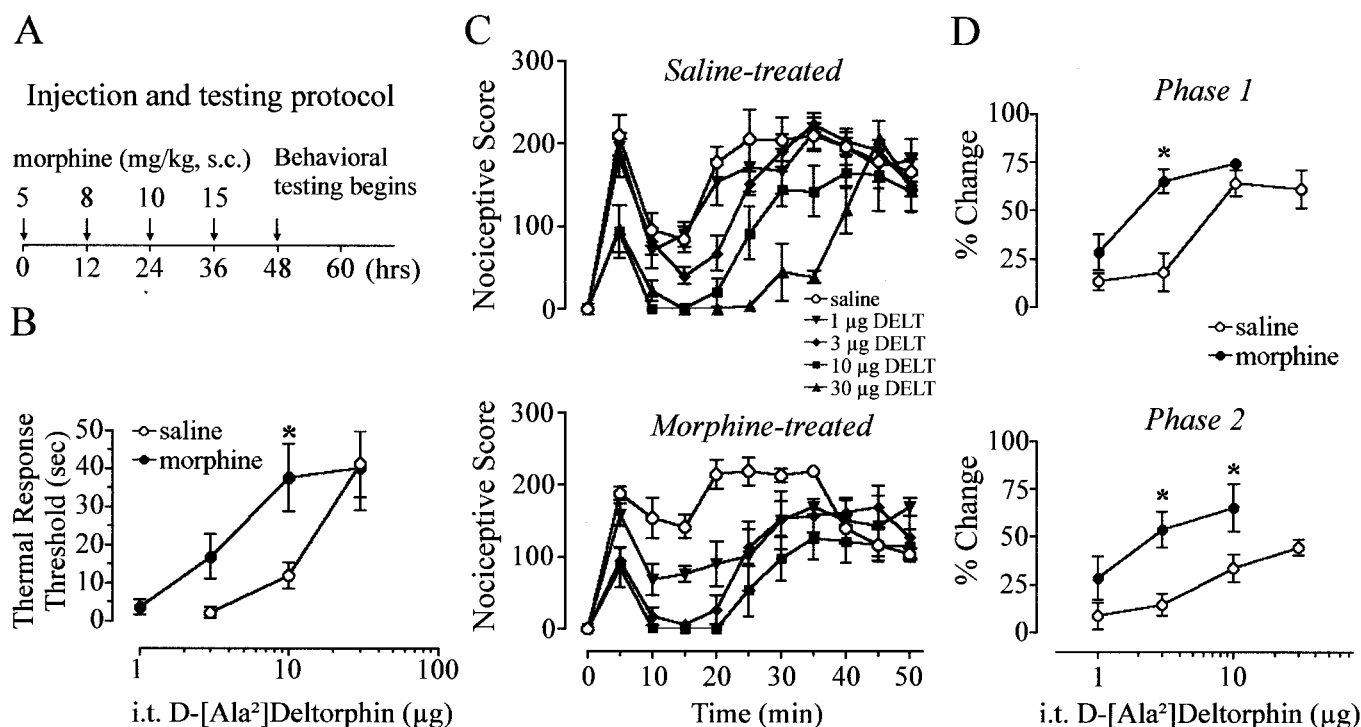 A
Injection and testing protocol
morphine (mg/kg, s.c.)
Behavioral
testing begins
5 8 10 15
0 12 24 36 48 60 (hrs)
B
Thermal Response
Threshold (sec)
50
40
30
20
10
0
saline
morphine
*
1 10 100
i.t. D-[Ala²]Deltorphin (µg)
C
Saline-treated
Nociceptive Score
300
200
100
0
saline
1 µg DELT
3 µg DELT
10 µg DELT
30 µg DELT
Morphine-treated
Nociceptive Score
300
200
100
0
0 10 20 30 40 50
Time (min)
D
Phase 1
% Change
100
75
50
25
0
*
saline
morphine
Phase 2
% Change
100
75
50
25
0
* *
1 10
i.t. D-[Ala²]Deltorphin (µg)